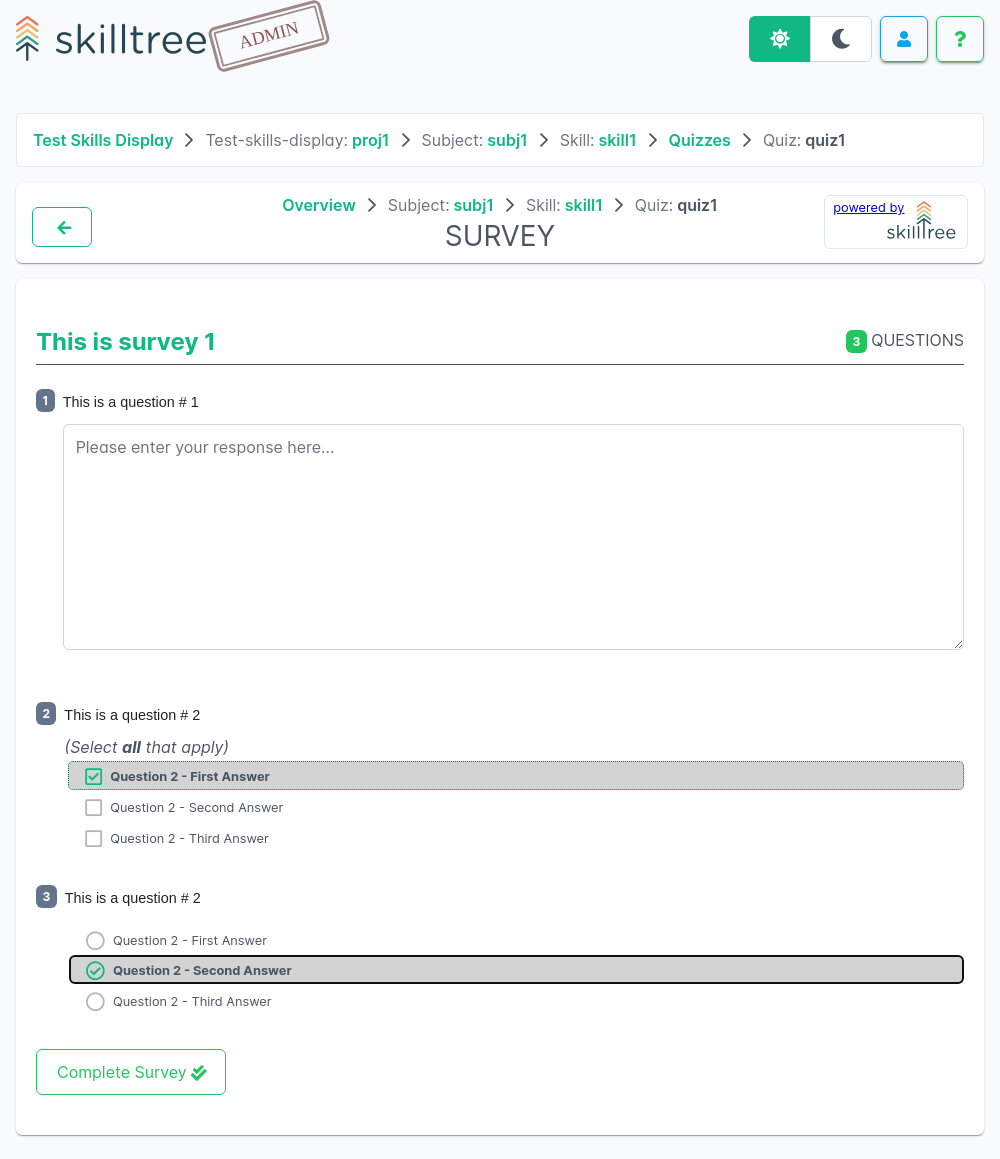 skilltree ADMIN
Test Skills Display Test-skills-display: proj1 Subject: subj1 Skill: skill1 Quizzes Quiz: quiz1
Overview Subject: subj1 Skill: skill1 Quiz: quiz1
SURVEY
powered by
skilltree
This is survey 1
3 QUESTIONS
1 This is a question # 1
Please enter your response here...
2 This is a question # 2
(Select all that apply)
Question 2 - First Answer
Question 2 - Second Answer
Question 2 - Third Answer
3 This is a question # 2
Question 2 - First Answer
Question 2 - Second Answer
Question 2 - Third Answer
Complete Survey